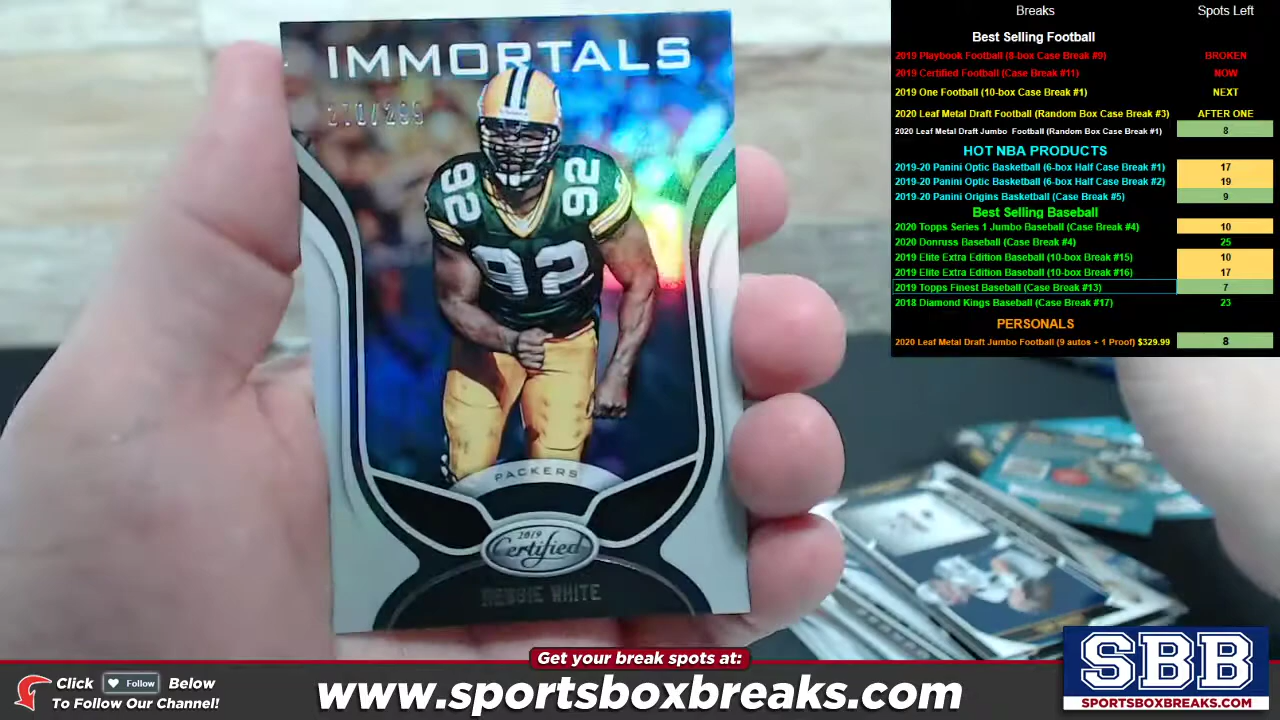 IMMORTALS
92
92
92
PACKERS
2019
Certified
REGGIE WHITE
Breaks Spots Left
Best Selling Football
2019 Playbook Football (8-box Case Break #9) BROKEN
2019 Certified Football (Case Break #11) NOW
2019 One Football (10-box Case Break #1) NEXT
2020 Leaf Metal Draft Football (Random Box Case Break #3) AFTER ONE
2020 Leaf Metal Draft Jumbo Football (Random Box Case Break #1) 8
HOT NBA PRODUCTS
2019-20 Panini Optic Basketball (6-box Half Case Break #1) 17
2019-20 Panini Optic Basketball (6-box Half Case Break #2) 19
2019-20 Panini Origins Basketball (Case Break #5) 9
Best Selling Baseball
2020 Topps Series 1 Jumbo Baseball (Case Break #4) 10
2020 Donruss Baseball (Case Break #4) 25
2019 Elite Extra Edition Baseball (10-box Break #15) 10
2019 Elite Extra Edition Baseball (10-box Break #16) 17
2019 Topps Finest Baseball (Case Break #13) 7
2018 Diamond Kings Baseball (Case Break #17) 23
PERSONALS
2020 Leaf Metal Draft Jumbo Football (9 autos + 1 Proof) $329.99 8
Get your break spots at:
Click Follow Below
To Follow Our Channel!
www.sportsboxbreaks.com
SBB
SPORTSBOXBREAKS.COM